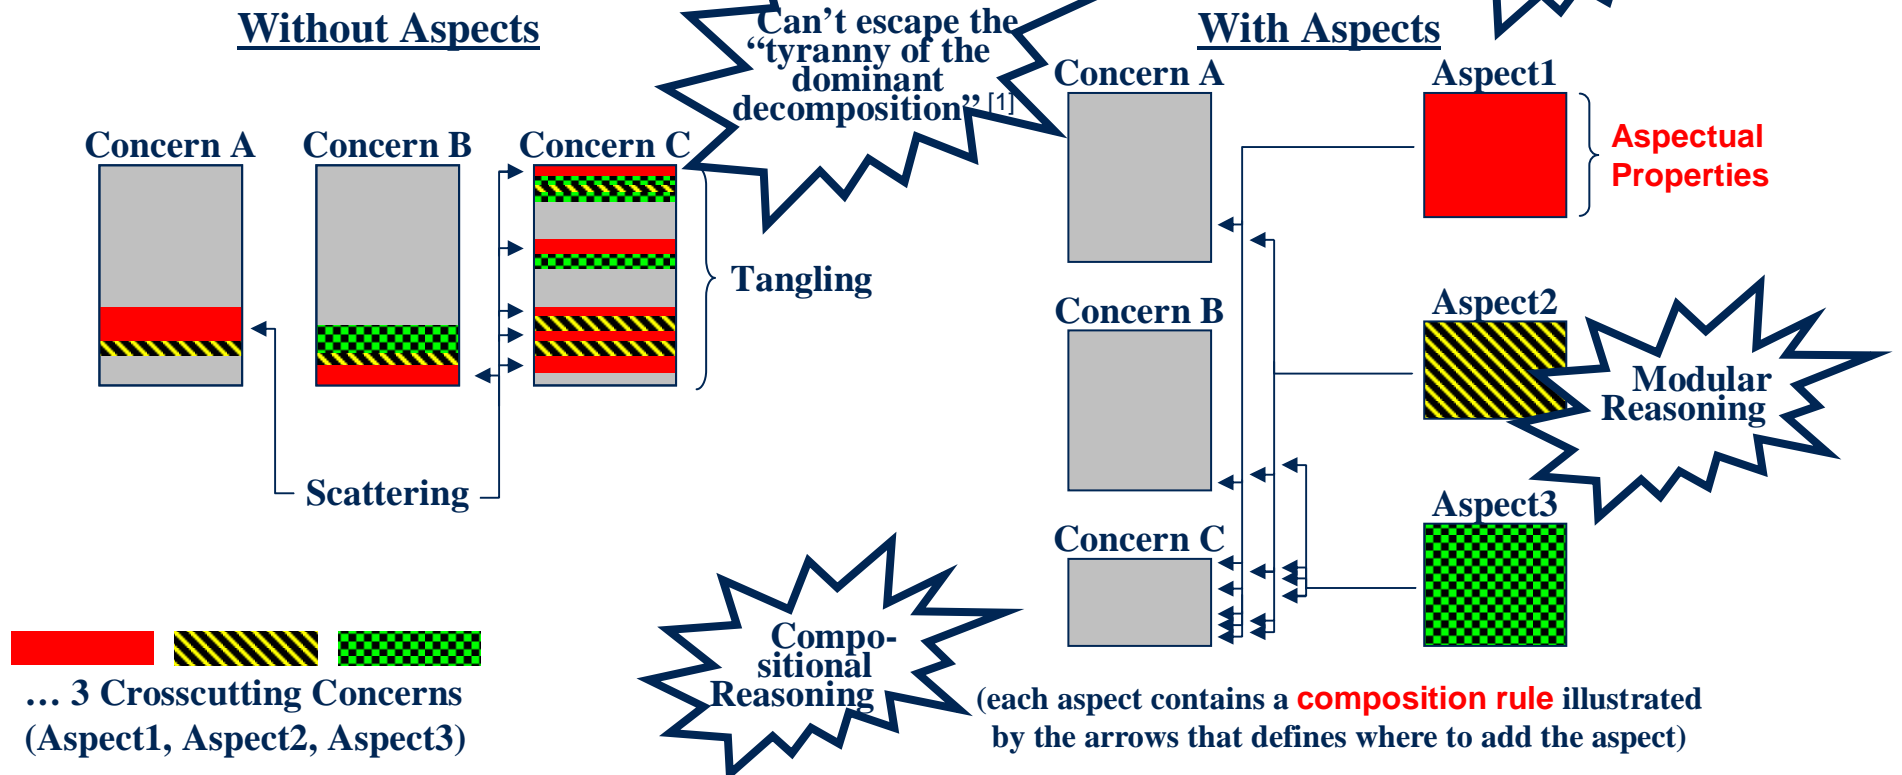 Without Aspects
Can’t escape the
“tyranny of the
dominant
decomposition” [1]
With Aspects
Concern A
Concern B
Concern C
Tangling
Scattering
… 3 Crosscutting Concerns
(Aspect1, Aspect2, Aspect3)
Compo-
sitional
Reasoning
Concern A
Concern B
Concern C
Aspect1
Aspectual
Properties
Aspect2
Modular
Reasoning
Aspect3
(each aspect contains a composition rule illustrated
by the arrows that defines where to add the aspect)